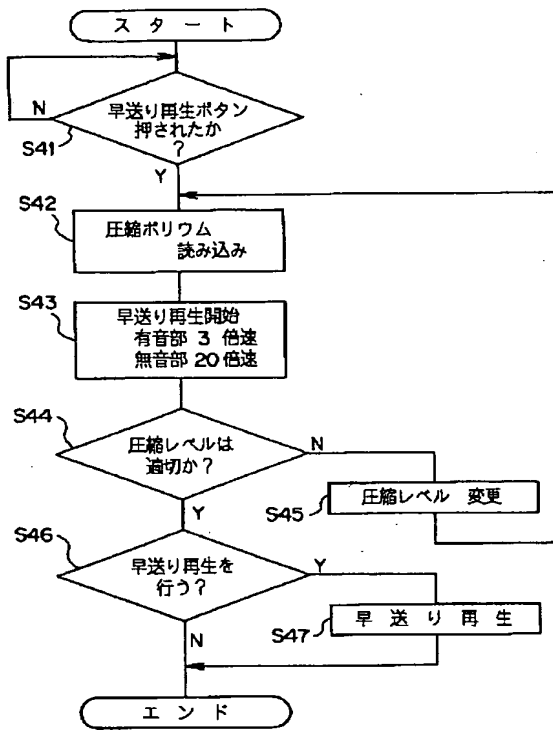 スタート
N
早送り再生ボタン
押されたか
?
S41
Y
S42
圧縮ボリウム
読み込み
S43
早送り再生開始
有音部 3 倍速
無音部 20倍速
S44
圧縮レベルは
適切か?
N
S45
圧縮レベル 変更
Y
S46
早送り再生を
行う?
Y
S47
早送り再生
N
エンド